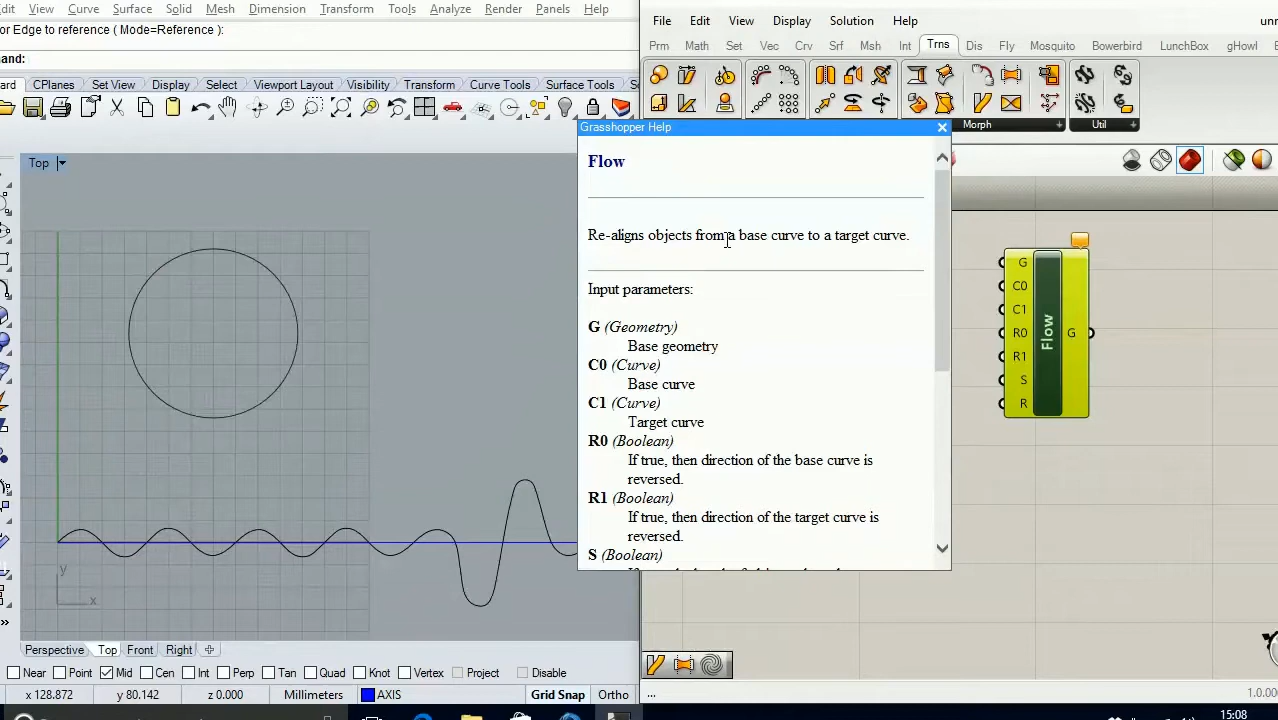 dit View Curve Surface Solid Mesh Dimension Transform Tools Analyze Render Panels Help
or Edge to reference ( Mode=Reference ):
mand:
ard CPlanes Set View Display Select Viewport Layout Visibility Transform Curve Tools Surface Tools S
Top
y
x
Perspective Top Front Right
Near Point Mid Cen Int Perp Tan Quad Knot Vertex Project Disable
x 128.872 y 80.142 z 0.000 Millimeters AXIS Grid Snap Ortho
File Edit View Display Solution Help unn
Prm Math Set Vec Crv Srf Msh Int Trns Dis Fly Mosquito Bowerbird LunchBox gHowl
Morph Util
Grasshopper Help
Flow
Re-aligns objects from a base curve to a target curve.
Input parameters:
G (Geometry)
Base geometry
C0 (Curve)
Base curve
C1 (Curve)
Target curve
R0 (Boolean)
If true, then direction of the base curve is
reversed.
R1 (Boolean)
If true, then direction of the target curve is
reversed.
S (Boolean)
G
C0
C1
R0
R1
S
R
Flow
G
...
1.0.00
15:08